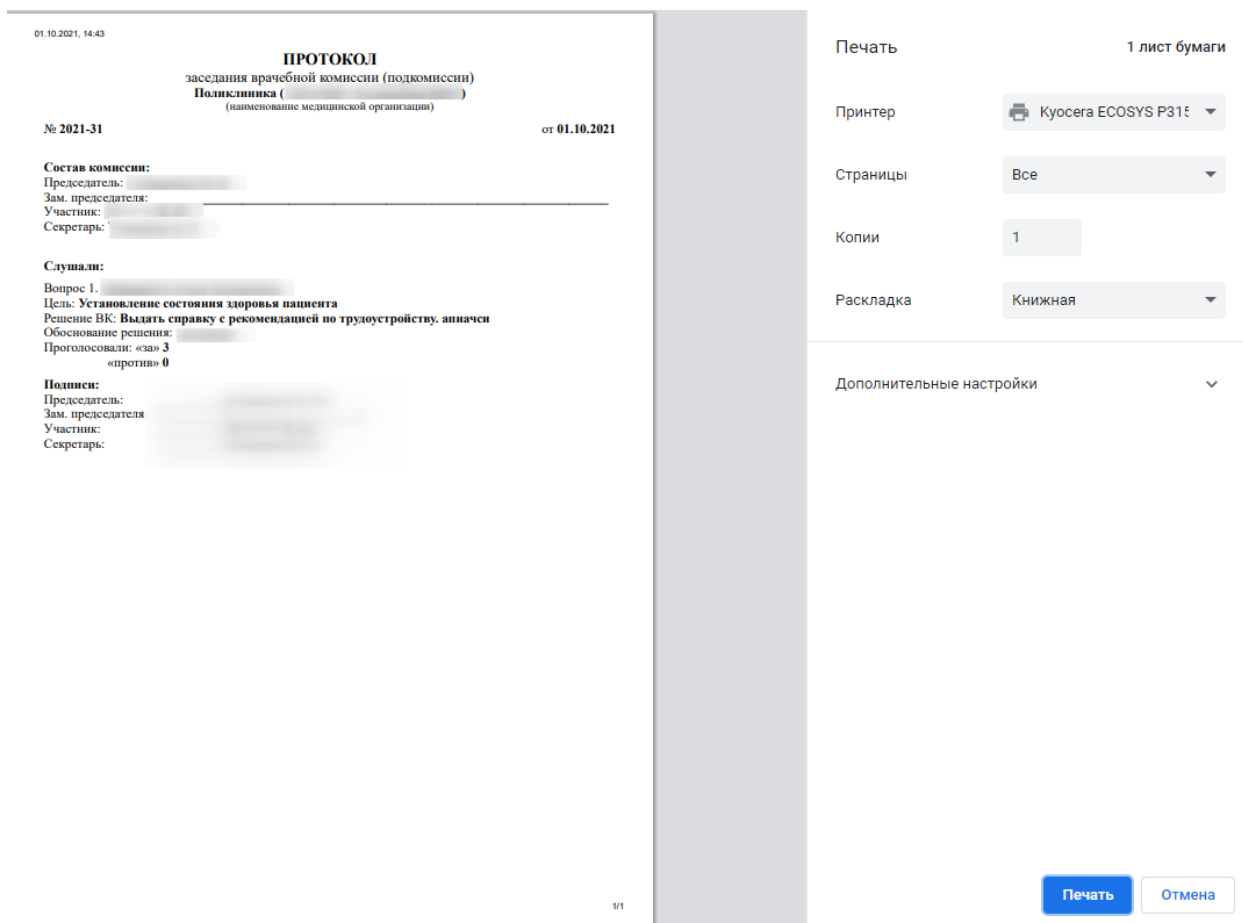 01.10.2021, 14:43
ПРОТОКОЛ
заседания врачебной комиссии (подкомиссии)
Поликлиника ( )
(наименование медицинской организации)
№ 2021-31 от 01.10.2021
Состав комиссии:
Председатель:
Зам. председателя:
Участник:
Секретарь:
Слушали:
Вопрос 1.
Цель: Установление состояния здоровья пациента
Решение ВК: Выдать справку с рекомендацией по трудоустройству. апиачси
Обоснование решения:
Проголосовали: «за» 3
«против» 0
Подписи:
Председатель:
Зам. председателя
Участник:
Секретарь:
1/1
Печать 1 лист бумаги
Принтер Kyocera ECOSYS P315
Страницы Все
Копии 1
Раскладка Книжная
Дополнительные настройки
Печать Отмена